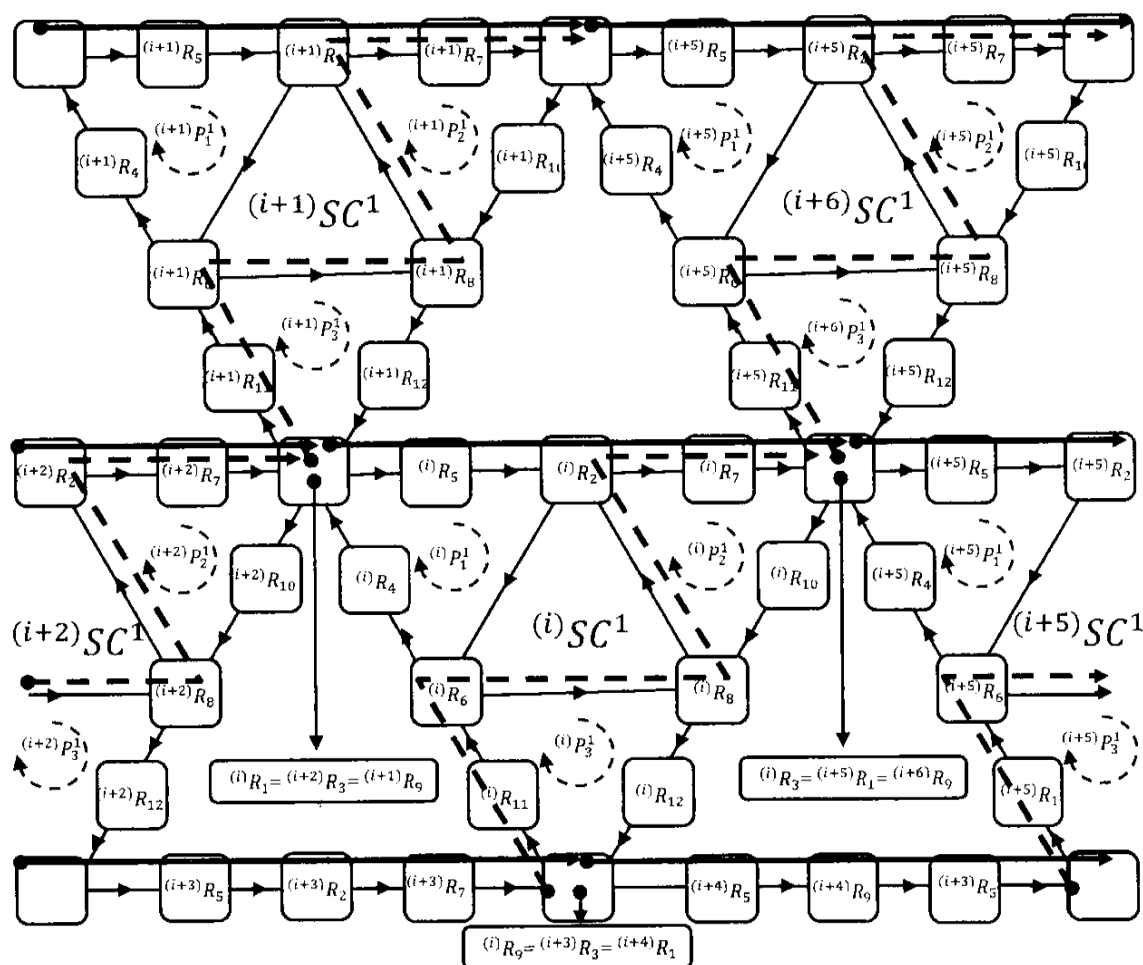 (i+1)R5 (i+1)R2 (i+1)R7 (i+5)R5 (i+5)R2 (i+5)R7
(i+1)P1^1 (i+1)P2^1 (i+5)P1^1 (i+5)P2^1
(i+1)R4 (i+1)R10 (i+5)R4 (i+5)R10
(i+1)SC^1 (i+6)SC^1
(i+1)R6 (i+1)R8 (i+5)R6 (i+5)R8
(i+1)P3^1 (i+6)P3^1
(i+1)R11 (i+1)R12 (i+5)R11 (i+5)R12
(i+2)R2 (i+2)R7 (i)R5 (i)R2 (i)R7 (i+5)R5 (i+5)R2
(i+2)P2^1 (i)P1^1 (i)P2^1 (i+5)P1^1
(i+2)R10 (i)R4 (i)R10 (i+5)R4
(i+2)SC^1 (i)SC^1 (i+5)SC^1
(i+2)R8 (i)R6 (i)R8 (i+5)R6
(i+2)P3^1 (i)P3^1 (i+5)P3^1
(i+2)R12 (i)R1=(i+2)R3=(i+1)R9 (i)R11 (i)R12 (i)R3=(i+5)R1=(i+6)R9 (i+5)R1
(i+3)R5 (i+3)R2 (i+3)R7 (i+4)R5 (i+4)R9 (i+3)R5
(i)R9=(i+3)R3=(i+4)R1